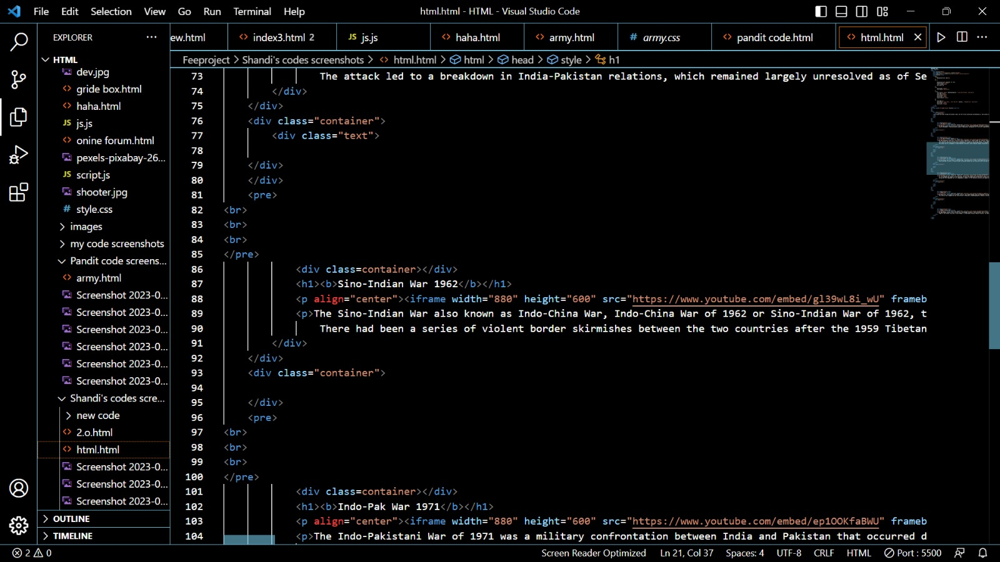 File Edit Selection View Go Run Terminal Help
html.html - HTML - Visual Studio Code
EXPLORER
ew.html
index3.html 2
JS js.js
haha.html
army.html
# army.css
pandit code.html
html.html
HTML
dev.jpg
gride box.html
haha.html
JS js.js
onine forum.html
pexels-pixabay-26...
JS script.js
shooter.jpg
# style.css
images
my code screenshots
Pandit code screens...
army.html
Screenshot 2023-0...
Screenshot 2023-0...
Screenshot 2023-0...
Screenshot 2023-0...
Screenshot 2023-0...
Screenshot 2023-0...
Shandi's codes scre...
new code
2.o.html
html.html
Screenshot 2023-0...
Screenshot 2023-0...
Screenshot 2023-0...
OUTLINE
TIMELINE
Feeproject > Shandi's codes screenshots > html.html > html > head > style > h1
73 The attack led to a breakdown in India-Pakistan relations, which remained largely unresolved as of Se
74 </div>
75 </div>
76 <div class="container">
77 <div class="text">
78
79 </div>
80 </div>
81 <pre>
82 <br>
83 <br>
84 <br>
85 </pre>
86 <div class=container></div>
87 <h1><b>Sino-Indian War 1962</b></h1>
88 <p align="center"><iframe width="880" height="600" src="https://www.youtube.com/embed/gl39wL8i_wU" frameb
89 <p>The Sino-Indian War also known as Indo-China War, Indo-China War of 1962 or Sino-Indian War of 1962, t
90 There had been a series of violent border skirmishes between the two countries after the 1959 Tibetan
91 </div>
92 </div>
93 <div class="container">
94
95 </div>
96 <pre>
97 <br>
98 <br>
99 <br>
100 </pre>
101 <div class=container></div>
102 <h1><b>Indo-Pak War 1971</b></h1>
103 <p align="center"><iframe width="880" height="600" src="https://www.youtube.com/embed/ep1OOKfaBWU" frameb
104 <p>The Indo-Pakistani War of 1971 was a military confrontation between India and Pakistan that occurred d
2 0
Screen Reader Optimized Ln 21, Col 37 Spaces: 4 UTF-8 CRLF HTML Port : 5500